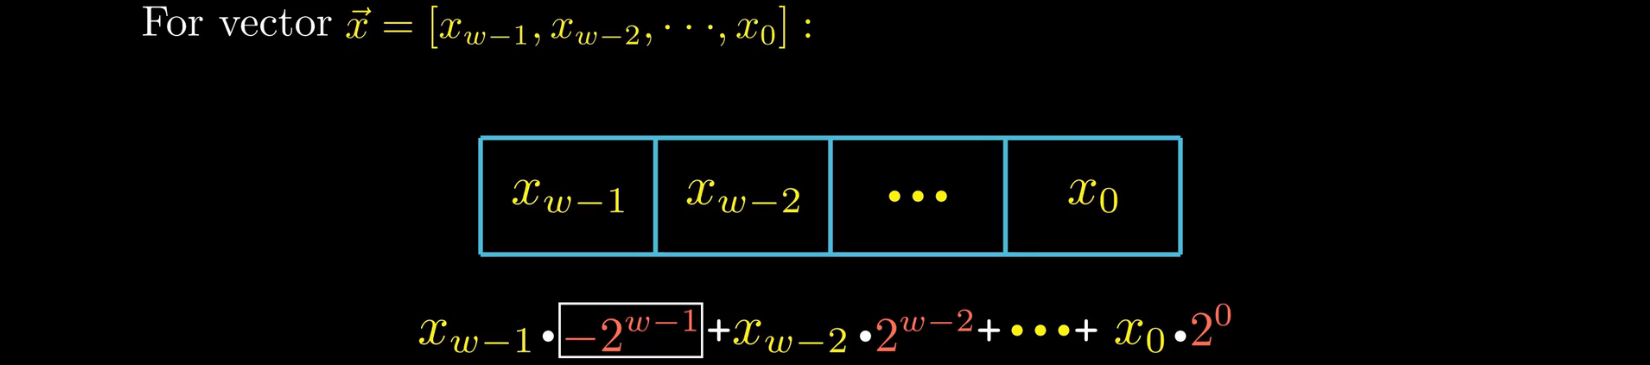 For vector $\vec{x} = [x_{w-1}, x_{w-2}, \cdots, x_0]:$
$x_{w-1}$ $x_{w-2}$ $\cdots$ $x_0$
$x_{w-1} \cdot -2^{w-1} + x_{w-2} \cdot 2^{w-2} + \cdots + x_0 \cdot 2^0$